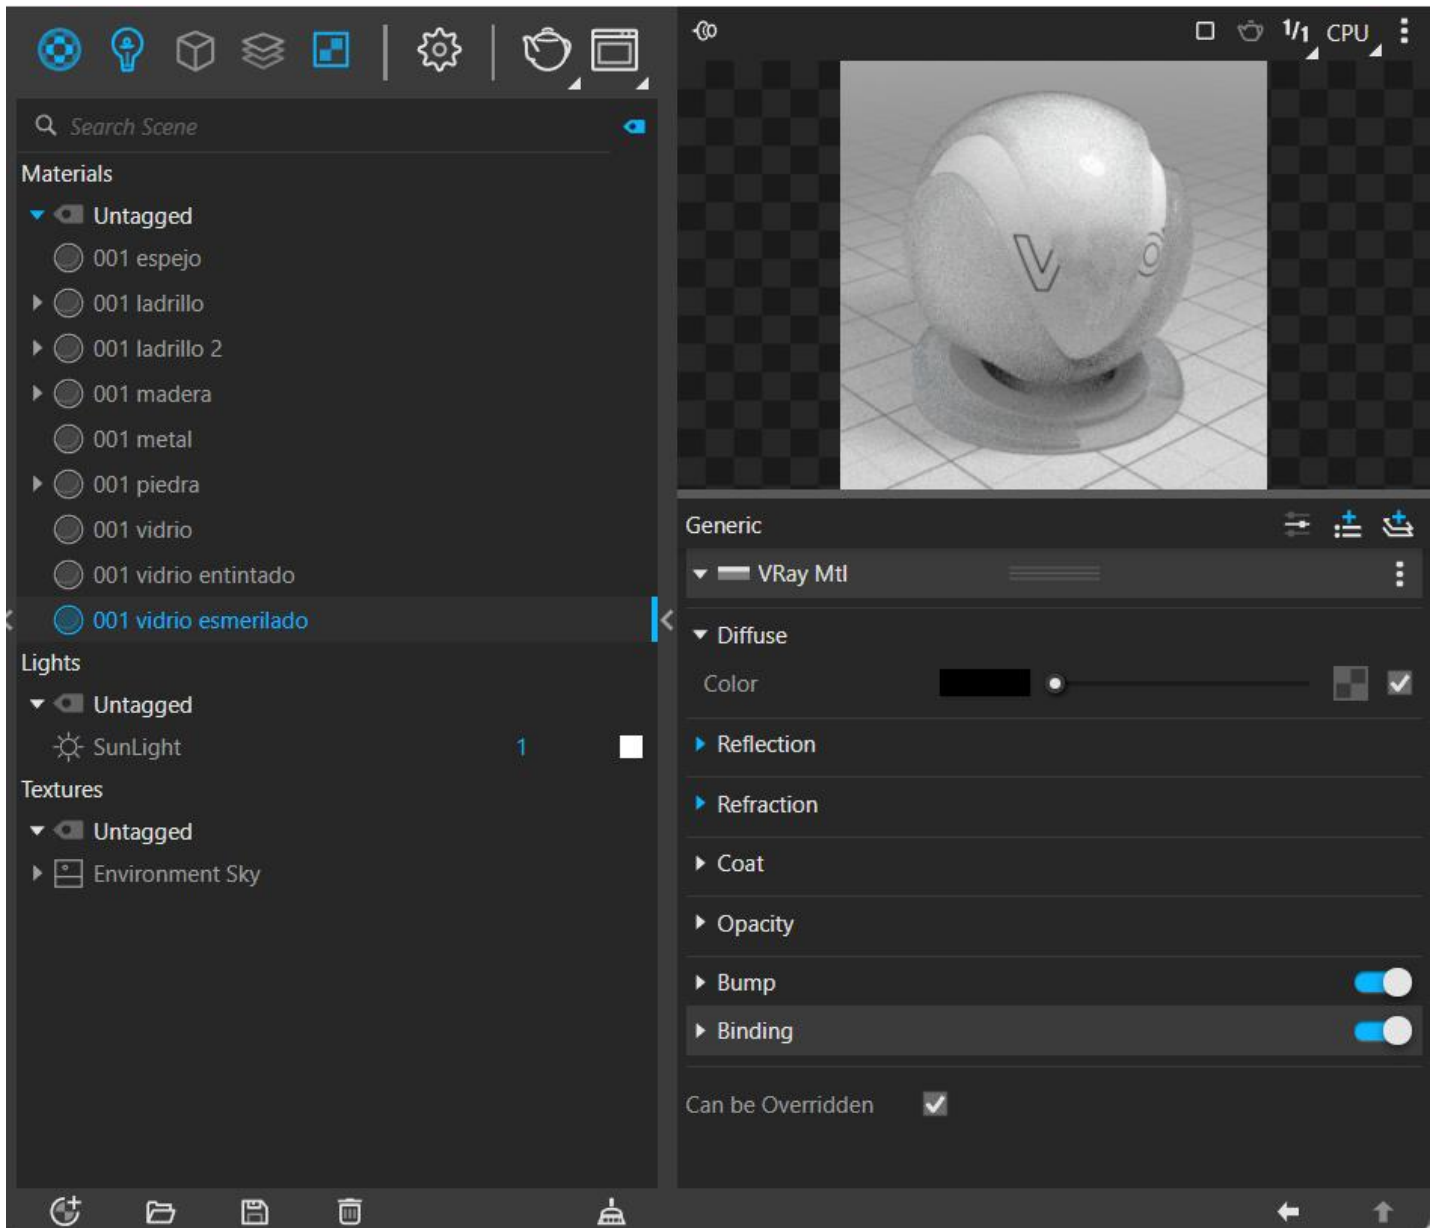 1/1 CPU
Search Scene
Materials
Untagged
001 espejo
001 ladrillo
001 ladrillo 2
001 madera
001 metal
001 piedra
001 vidrio
001 vidrio entintado
001 vidrio esmerilado
Lights
Untagged
SunLight 1
Textures
Untagged
Environment Sky
V
Generic
VRay Mtl
Diffuse
Color
Reflection
Refraction
Coat
Opacity
Bump
Binding
Can be Overridden